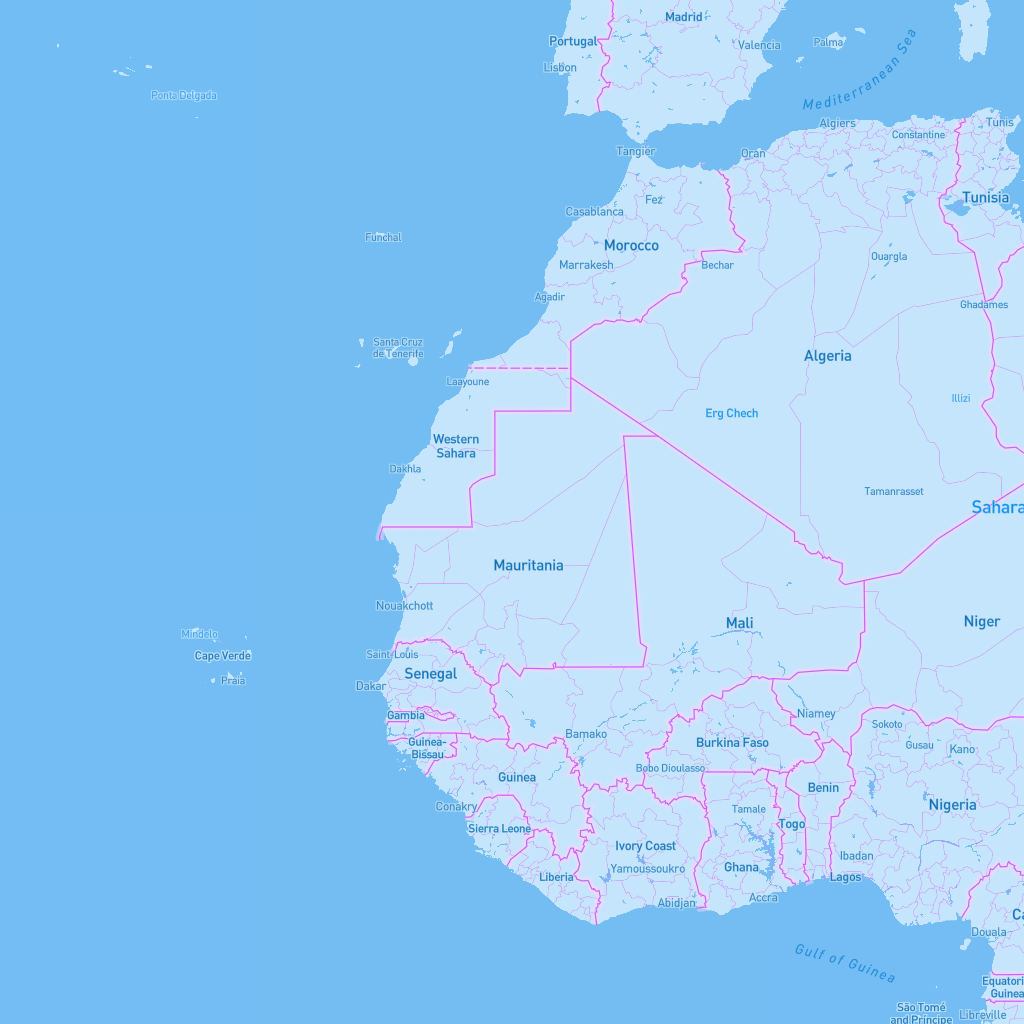 Madrid
Portugal
Valencia
Palma
Lisbon
Mediterranean Sea
Ponta Delgada
Algiers
Tunis
Constantine
Tangier
Oran
Tunisia
Fez
Casablanca
Funchal
Morocco
Ouargla
Marrakesh
Bechar
Agadir
Ghadames
Santa Cruz
de Tenerife
Algeria
Laayoune
Illizi
Erg Chech
Western
Sahara
Dakhla
Tamanrasset
Sahara
Mauritania
Nouakchott
Mali
Niger
Mindelo
Cape Verde
Saint-Louis
Senegal
Praia
Dakar
Gambia
Niamey
Sokoto
Bamako
Guinea-
Bissau
Burkina Faso
Gusau
Kano
Bobo Dioulasso
Guinea
Benin
Conakry
Tamale
Nigeria
Sierra Leone
Togo
Ivory Coast
Ibadan
Yamoussoukro
Ghana
Liberia
Lagos
Accra
Abidjan
Ca
Douala
Gulf of Guinea
Equatori
Guinea
São Tomé
and Príncipe
Libreville